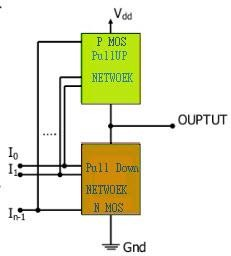 Vdd
P MOS
PullUP
NETWOEK
....
OUPTUT
I0
I1
Pull Down
NETWOEK
In-1
N MOS
Gnd